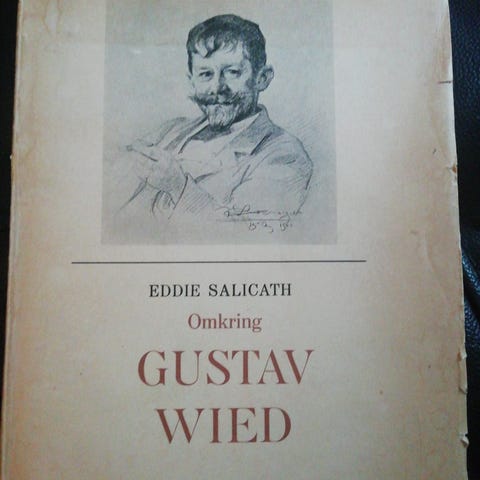 EDDIE SALICATH
Omkring
GUSTAV
WIED